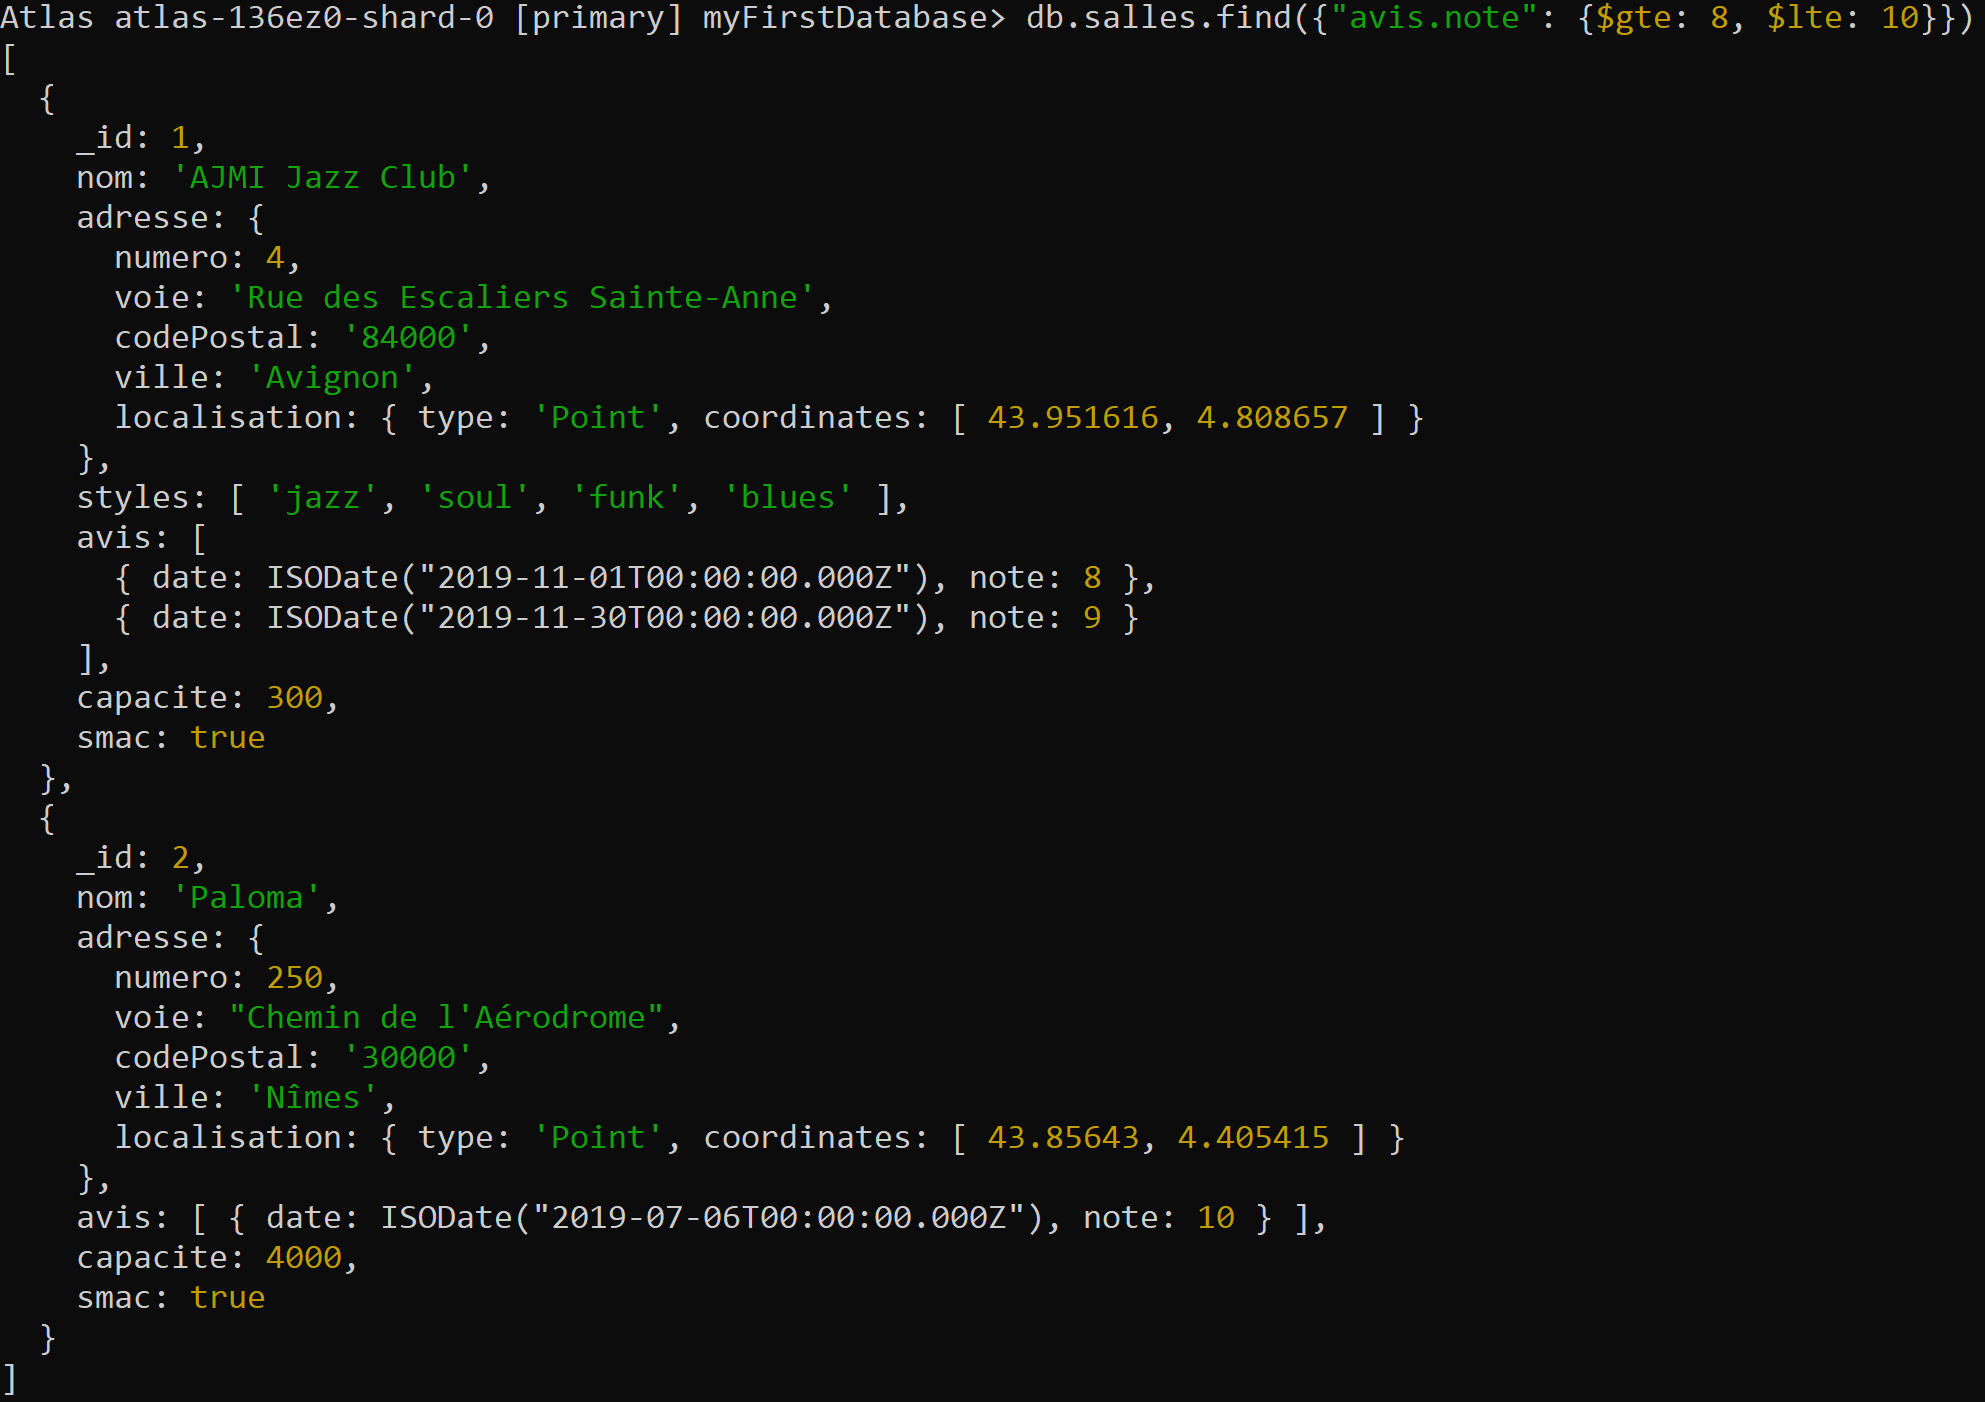 Atlas atlas-136ez0-shard-0 [primary] myFirstDatabase> db.salles.find({"avis.note": {$gte: 8, $lte: 10}})
[
  {
    _id: 1,
    nom: 'AJMI Jazz Club',
    adresse: {
      numero: 4,
      voie: 'Rue des Escaliers Sainte-Anne',
      codePostal: '84000',
      ville: 'Avignon',
      localisation: { type: 'Point', coordinates: [ 43.951616, 4.808657 ] }
    },
    styles: [ 'jazz', 'soul', 'funk', 'blues' ],
    avis: [
      { date: ISODate("2019-11-01T00:00:00.000Z"), note: 8 },
      { date: ISODate("2019-11-30T00:00:00.000Z"), note: 9 }
    ],
    capacite: 300,
    smac: true
  },
  {
    _id: 2,
    nom: 'Paloma',
    adresse: {
      numero: 250,
      voie: "Chemin de l'Aérodrome",
      codePostal: '30000',
      ville: 'Nîmes',
      localisation: { type: 'Point', coordinates: [ 43.85643, 4.405415 ] }
    },
    avis: [ { date: ISODate("2019-07-06T00:00:00.000Z"), note: 10 } ],
    capacite: 4000,
    smac: true
  }
]